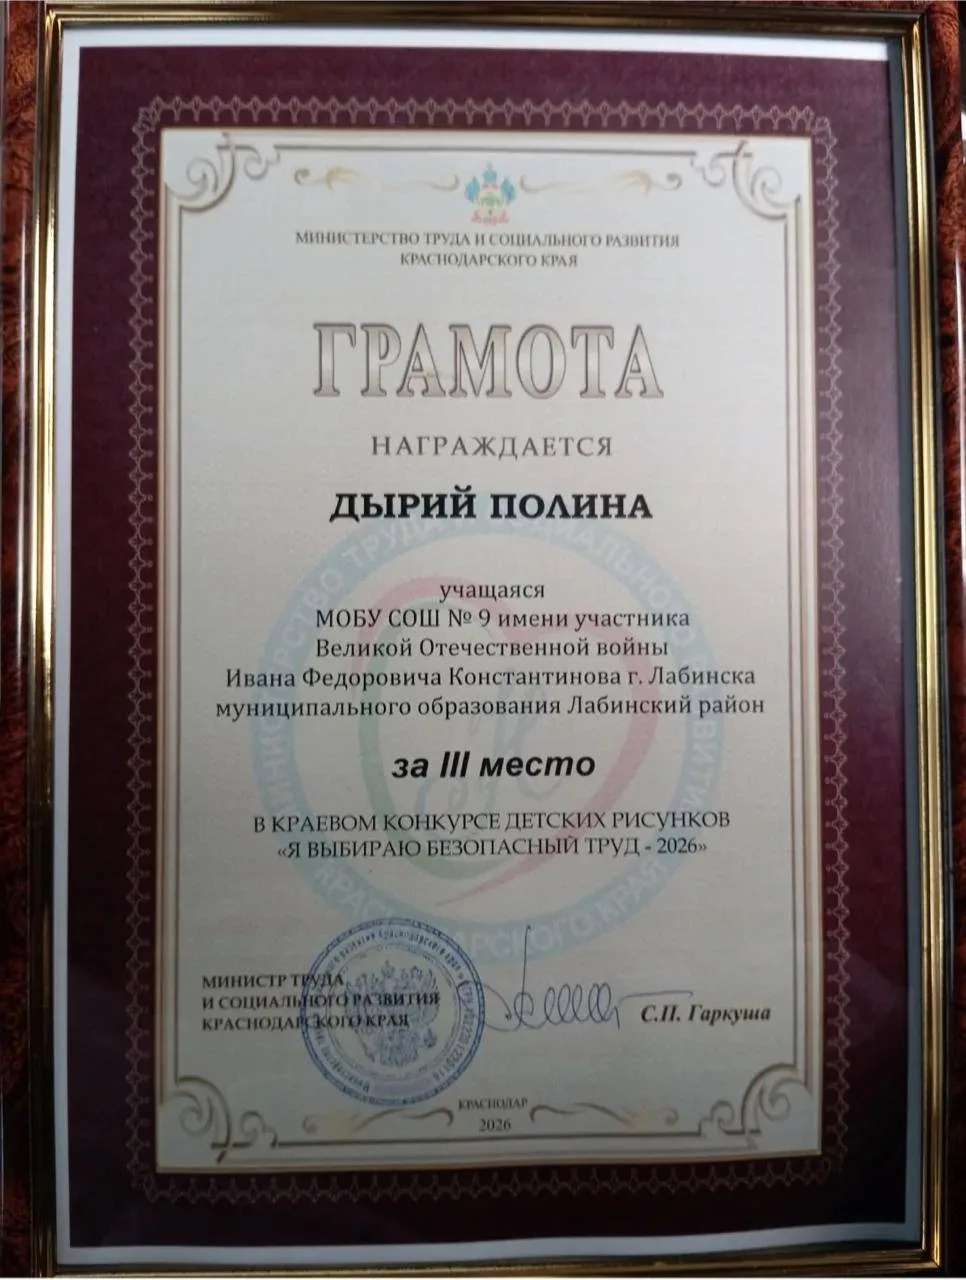 МИНИСТЕРСТВО ТРУДА И СОЦИАЛЬНОГО РАЗВИТИЯ
КРАСНОДАРСКОГО КРАЯ
ГРАМОТА
НАГРАЖДАЕТСЯ
ДЫРИЙ ПОЛИНА
учащаяся
МОБУ СОШ № 9 имени участника
Великой Отечественной войны
Ивана Федоровича Константинова г. Лабинска
муниципального образования Лабинский район
за III место
В КРАЕВОМ КОНКУРСЕ ДЕТСКИХ РИСУНКОВ
«Я ВЫБИРАЮ БЕЗОПАСНЫЙ ТРУД - 2026»
МИНИСТР ТРУДА
И СОЦИАЛЬНОГО РАЗВИТИЯ
КРАСНОДАРСКОГО КРАЯ
С.П. Гаркуша
КРАСНОДАР
2026